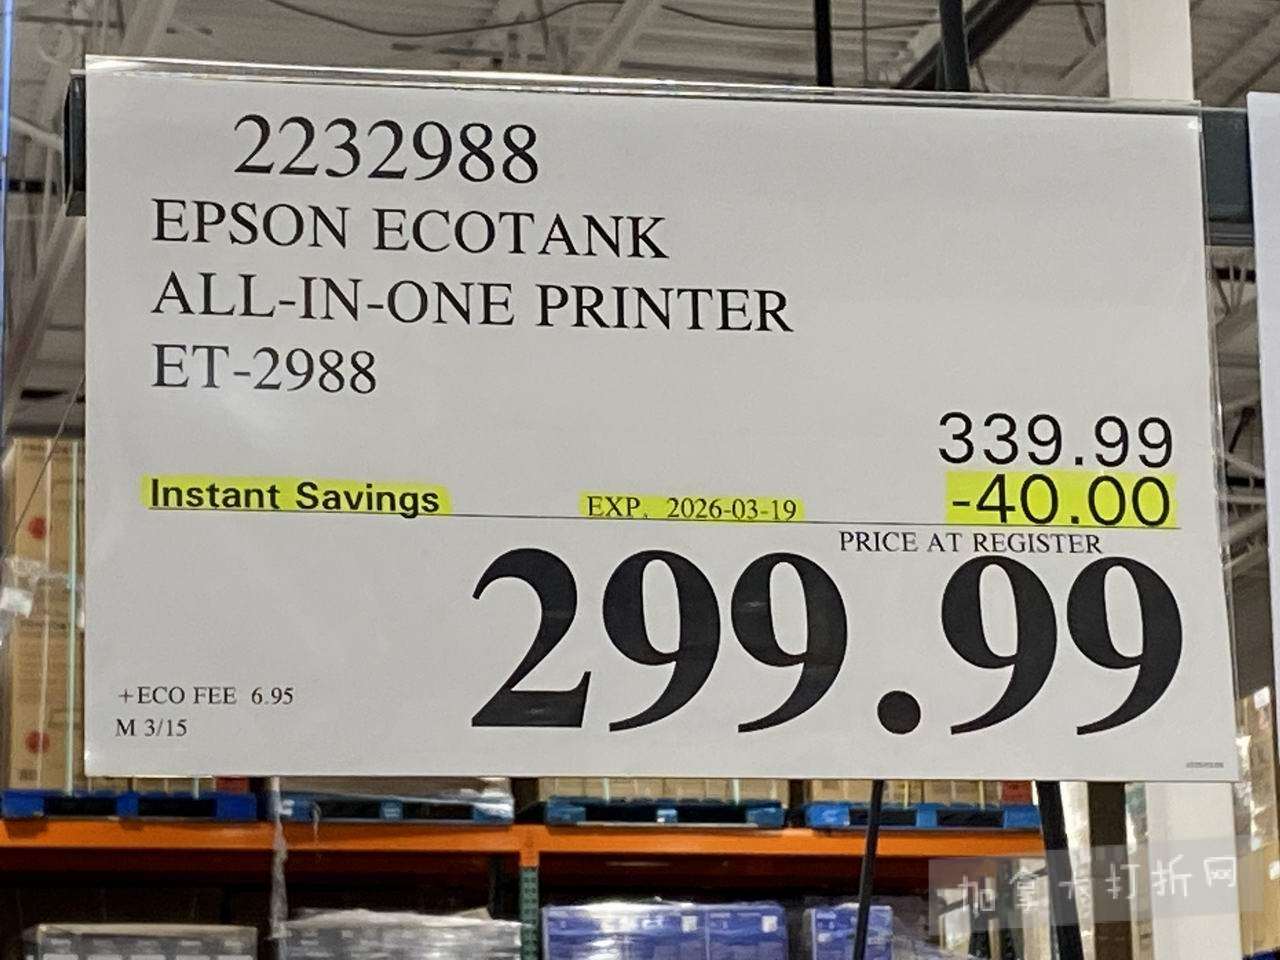 2232988
EPSON ECOTANK
ALL-IN-ONE PRINTER
ET-2988
339.99
Instant Savings EXP. 2026-03-19 -40.00
PRICE AT REGISTER
299.99
+ECO FEE 6.95
M 3/15
加拿大打折网